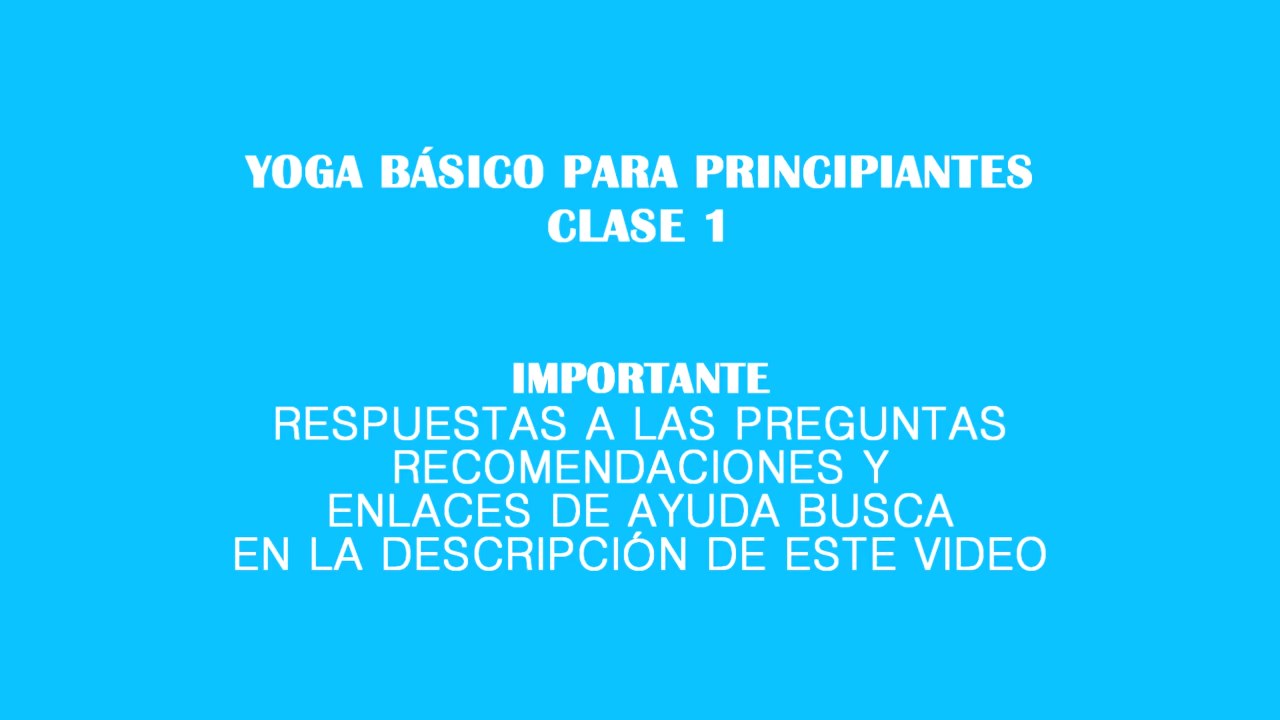 YOGA BÁSICO PARA PRINCIPIANTES
CLASE 1
IMPORTANTE
RESPUESTAS A LAS PREGUNTAS
RECOMENDACIONES Y
ENLACES DE AYUDA BUSCA
EN LA DESCRIPCIÓN DE ESTE VIDEO